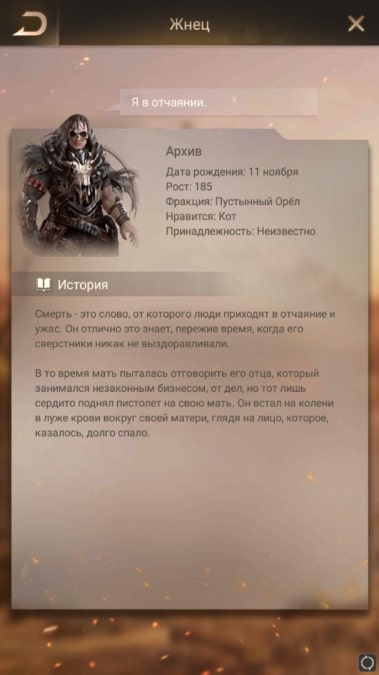 Жнец
Я в отчаянии.
Архив
Дата рождения: 11 ноября
Рост: 185
Фракция: Пустынный Орёл
Нравится: Кот
Принадлежность: Неизвестно
История
Смерть - это слово, от которого люди приходят в отчаяние и
ужас. Он отлично это знает, пережив время, когда его
сверстники никак не выздоравливали.
В то время мать пыталась отговорить его отца, который
занимался незаконным бизнесом, от дел, но тот лишь
сердито поднял пистолет на свою мать. Он встал на колени
в луже крови вокруг своей матери, глядя на лицо, которое,
казалось, долго спало.